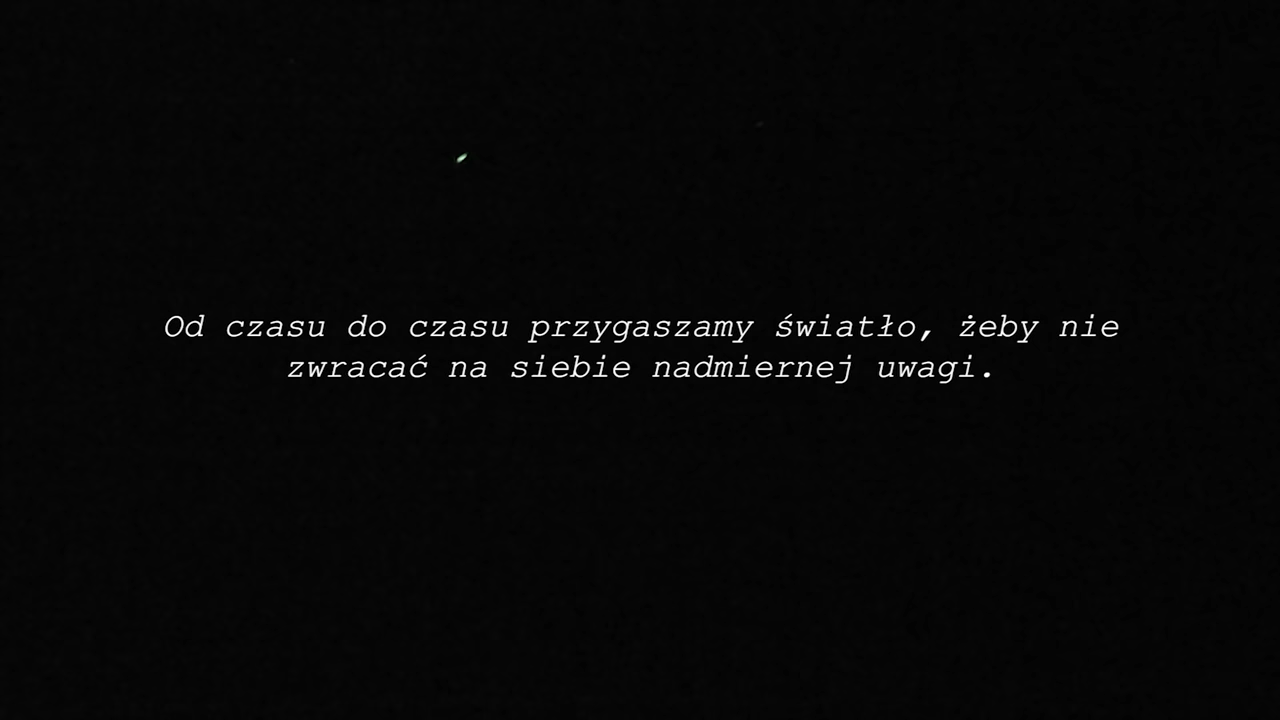 Od czasu do czasu przygaszamy światło, żeby nie
zwracać na siebie nadmiernej uwagi.